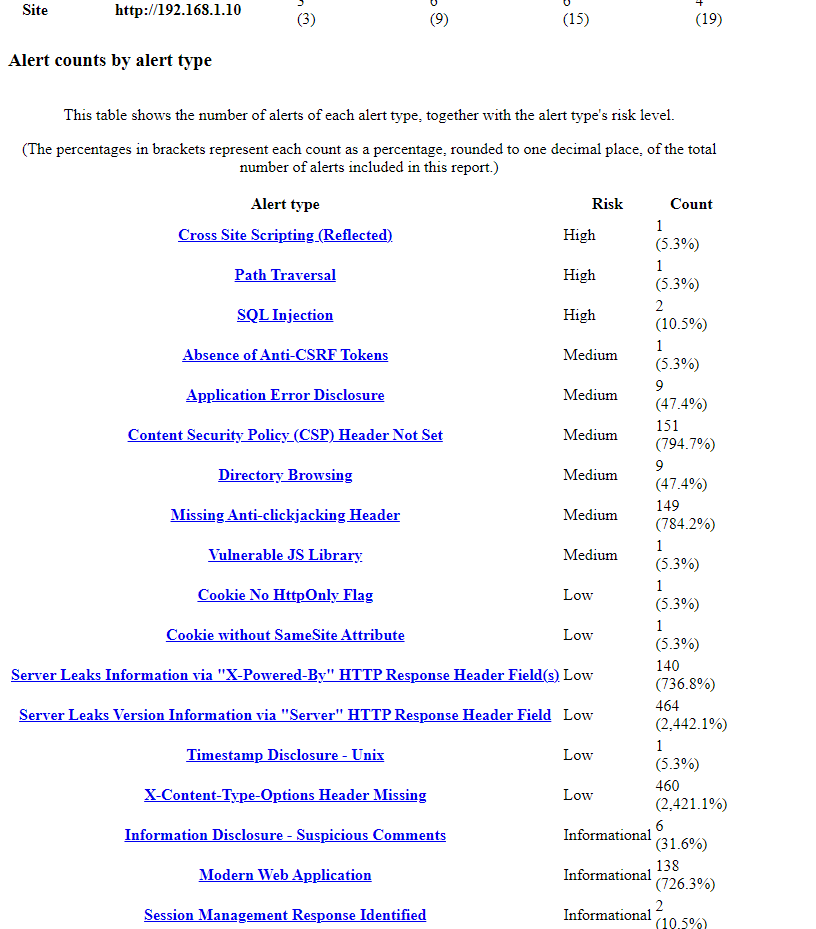 Site http://192.168.1.10 3 6 6 4
(3) (9) (15) (19)
Alert counts by alert type
This table shows the number of alerts of each alert type, together with the alert type's risk level.
(The percentages in brackets represent each count as a percentage, rounded to one decimal place, of the total
number of alerts included in this report.)
Alert type Risk Count
Cross Site Scripting (Reflected) High 1
(5.3%)
Path Traversal High 1
(5.3%)
SQL Injection High 2
(10.5%)
Absence of Anti-CSRF Tokens Medium 1
(5.3%)
Application Error Disclosure Medium 9
(47.4%)
Content Security Policy (CSP) Header Not Set Medium 151
(794.7%)
Directory Browsing Medium 9
(47.4%)
Missing Anti-clickjacking Header Medium 149
(784.2%)
Vulnerable JS Library Medium 1
(5.3%)
Cookie No HttpOnly Flag Low 1
(5.3%)
Cookie without SameSite Attribute Low 1
(5.3%)
Server Leaks Information via "X-Powered-By" HTTP Response Header Field(s) Low 140
(736.8%)
Server Leaks Version Information via "Server" HTTP Response Header Field Low 464
(2,442.1%)
Timestamp Disclosure - Unix Low 1
(5.3%)
X-Content-Type-Options Header Missing Low 460
(2,421.1%)
Information Disclosure - Suspicious Comments Informational 6
(31.6%)
Modern Web Application Informational 138
(726.3%)
Session Management Response Identified Informational 2
(10.5%)